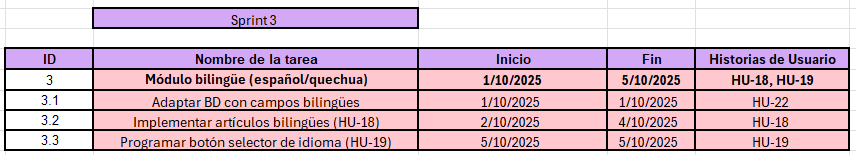 Sprint 3
ID Nombre de la tarea Inicio Fin Historias de Usuario
3 Módulo bilingüe (español/quechua) 1/10/2025 5/10/2025 HU-18, HU-19
3.1 Adaptar BD con campos bilingües 1/10/2025 1/10/2025 HU-22
3.2 Implementar artículos bilingües (HU-18) 2/10/2025 4/10/2025 HU-18
3.3 Programar botón selector de idioma (HU-19) 5/10/2025 5/10/2025 HU-19